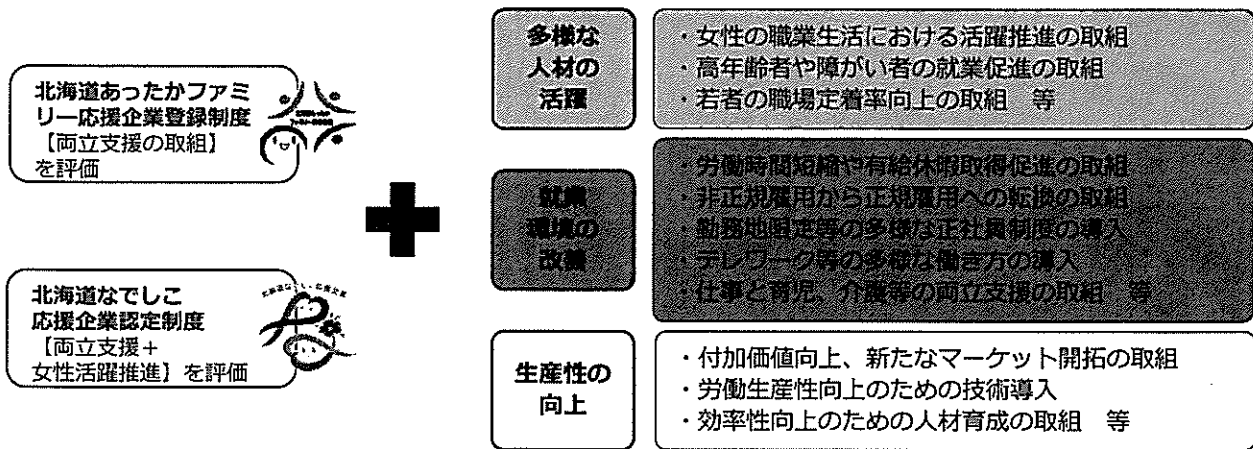 北海道あったかファミ
リー応援企業登録制度
【両立支援の取組】
を評価
北海道なでしこ
応援企業認定制度
【両立支援＋
女性活躍推進】を評価
多様な
人材の
活躍
・女性の職業生活における活躍推進の取組
・高年齢者や障がい者の就業促進の取組
・若者の職場定着率向上の取組　等
就業
環境の
改善
・労働時間短縮や有給休暇取得促進の取組
・非正規雇用から正規雇用への転換の取組
・勤務地限定等の多様な正社員制度の導入
・テレワーク等の多様な働き方の導入
・仕事と育児、介護等の両立支援の取組　等
生産性の
向上
・付加価値向上、新たなマーケット開拓の取組
・労働生産性向上のための技術導入
・効率性向上のための人材育成の取組　等